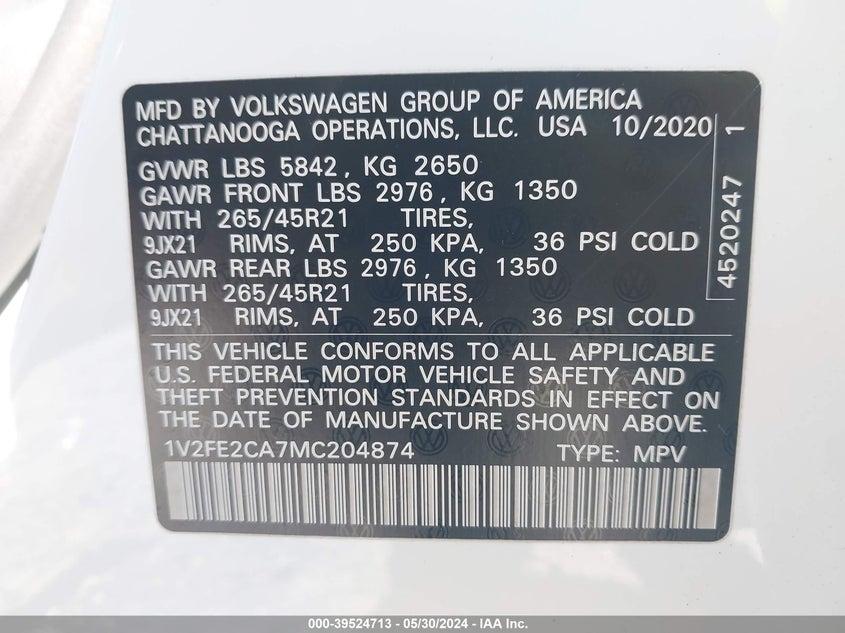 MFD BY VOLKSWAGEN GROUP OF AMERICA
CHATTANOOGA OPERATIONS, LLC. USA 10/2020
GVWR LBS 5842, KG 2650
GAWR FRONT LBS 2976, KG 1350
WITH 265/45R21 TIRES,
9JX21 RIMS, AT 250 KPA, 36 PSI COLD
GAWR REAR LBS 2976, KG 1350
WITH 265/45R21 TIRES,
9JX21 RIMS, AT 250 KPA, 36 PSI COLD
4520247 1
THIS VEHICLE CONFORMS TO ALL APPLICABLE
U.S. FEDERAL MOTOR VEHICLE SAFETY AND
THEFT PREVENTION STANDARDS IN EFFECT ON
THE DATE OF MANUFACTURE SHOWN ABOVE.
1V2FE2CA7MC204874 TYPE: MPV
000-39524713 - 05/30/2024 - IAA Inc.